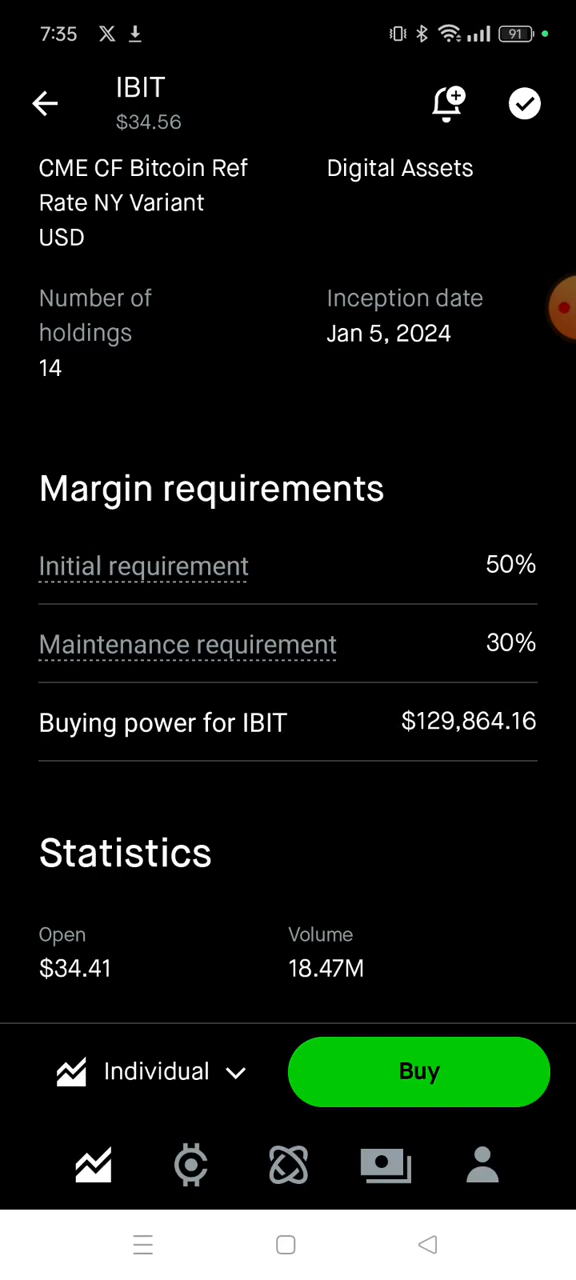 7:35
91
IBIT
$34.56
CME CF Bitcoin Ref
Rate NY Variant
USD
Digital Assets
Number of
holdings
14
Inception date
Jan 5, 2024
Margin requirements
Initial requirement 50%
Maintenance requirement 30%
Buying power for IBIT $129,864.16
Statistics
Open
$34.41
Volume
18.47M
Individual
Buy